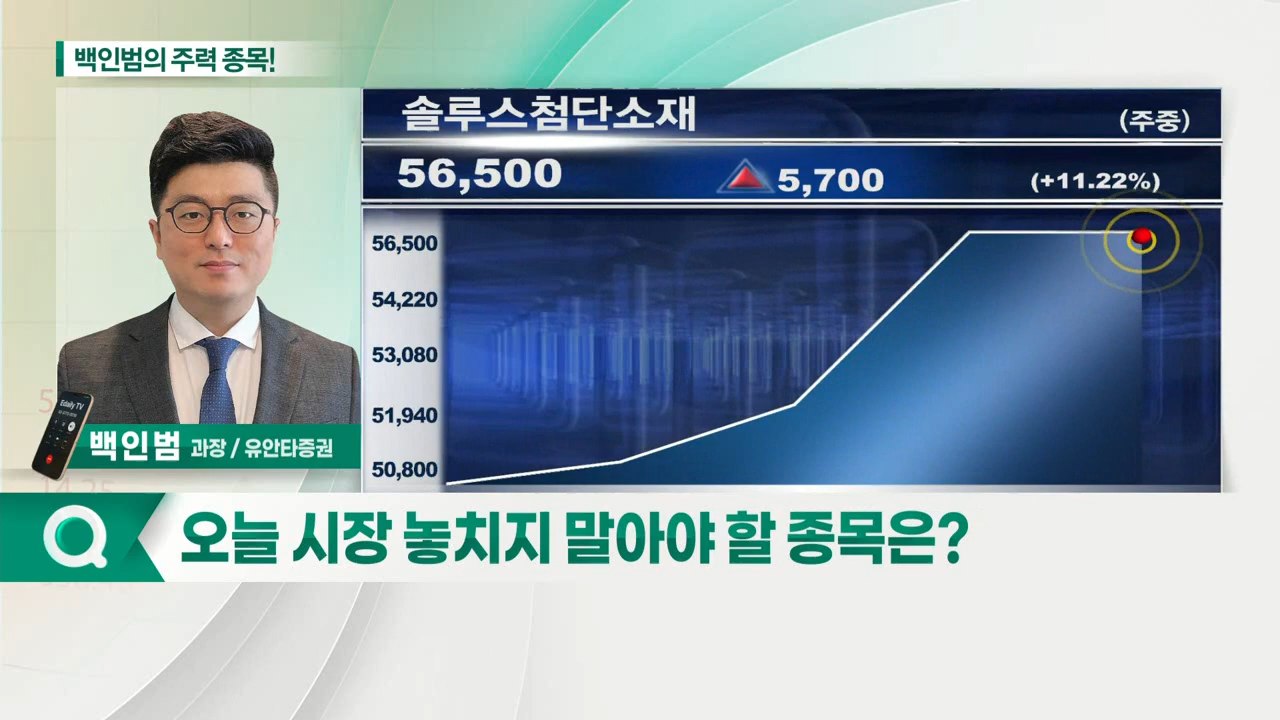 백인범의 주력 종목!
솔루스첨단소재 (주중)
56,500 5,700 (+11.22%)
56,500
54,220
53,080
51,940
50,800
Edaily TV
백인범 과장 / 유안타증권
Q 오늘 시장 놓치지 말아야 할 종목은?